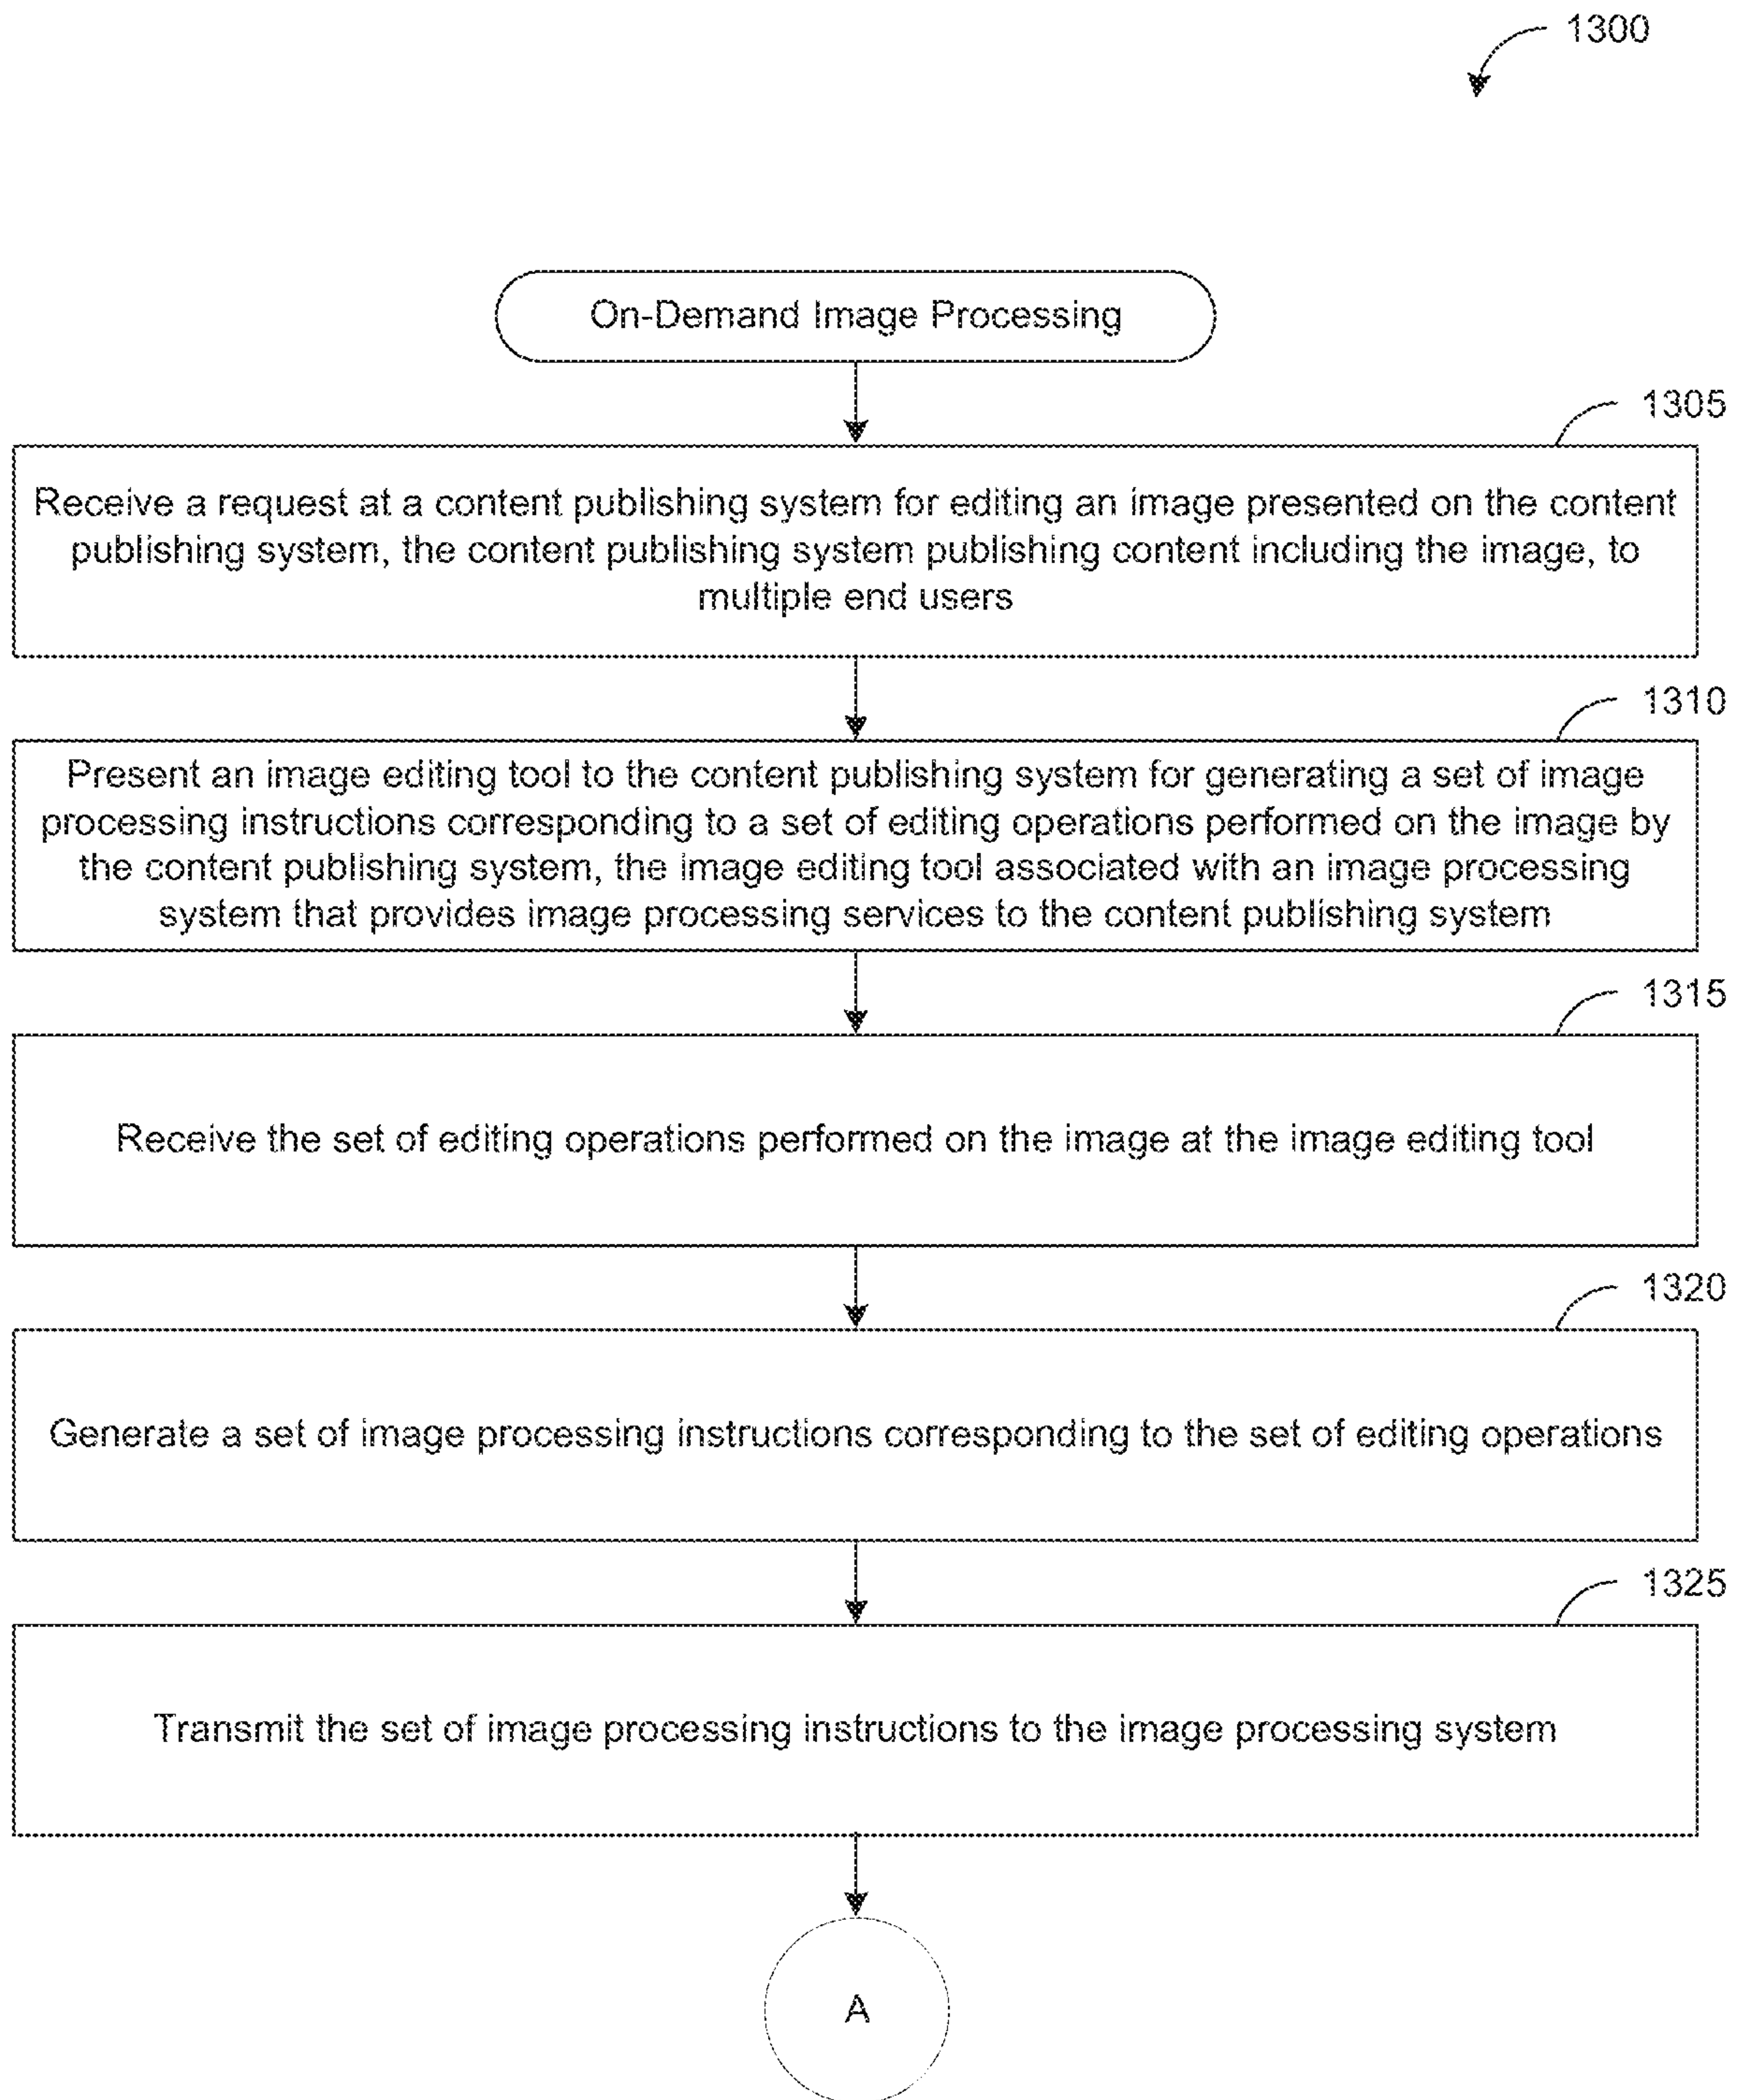 1300
On-Demand Image Processing
1305
Receive a request at a content publishing system for editing an image presented on the content
publishing system, the content publishing system publishing content including the image, to
multiple end users
1310
Present an image editing tool to the content publishing system for generating a set of image
processing instructions corresponding to a set of editing operations performed on the image by
the content publishing system, the image editing tool associated with an image processing
system that provides image processing services to the content publishing system
1315
Receive the set of editing operations performed on the image at the image editing tool
1320
Generate a set of image processing instructions corresponding to the set of editing operations
1325
Transmit the set of image processing instructions to the image processing system
A